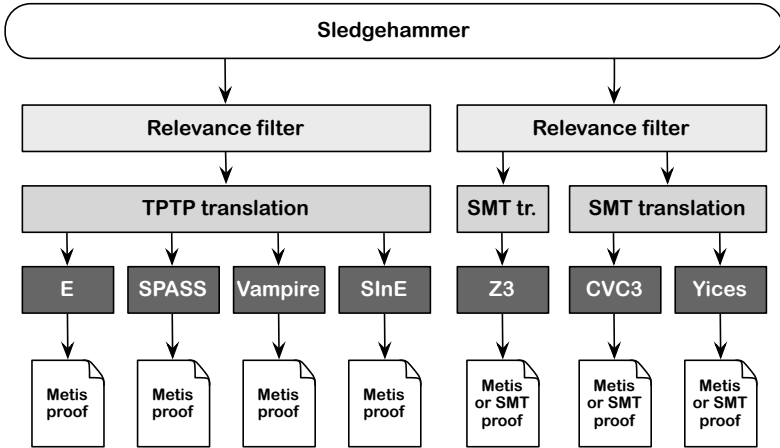 Sledgehammer
Relevance filter
Relevance filter
TPTP translation
SMT tr.
SMT translation
E
SPASS
Vampire
SInE
Z3
CVC3
Yices
Metis
proof
Metis
proof
Metis
proof
Metis
proof
Metis
or SMT
proof
Metis
or SMT
proof
Metis
or SMT
proof